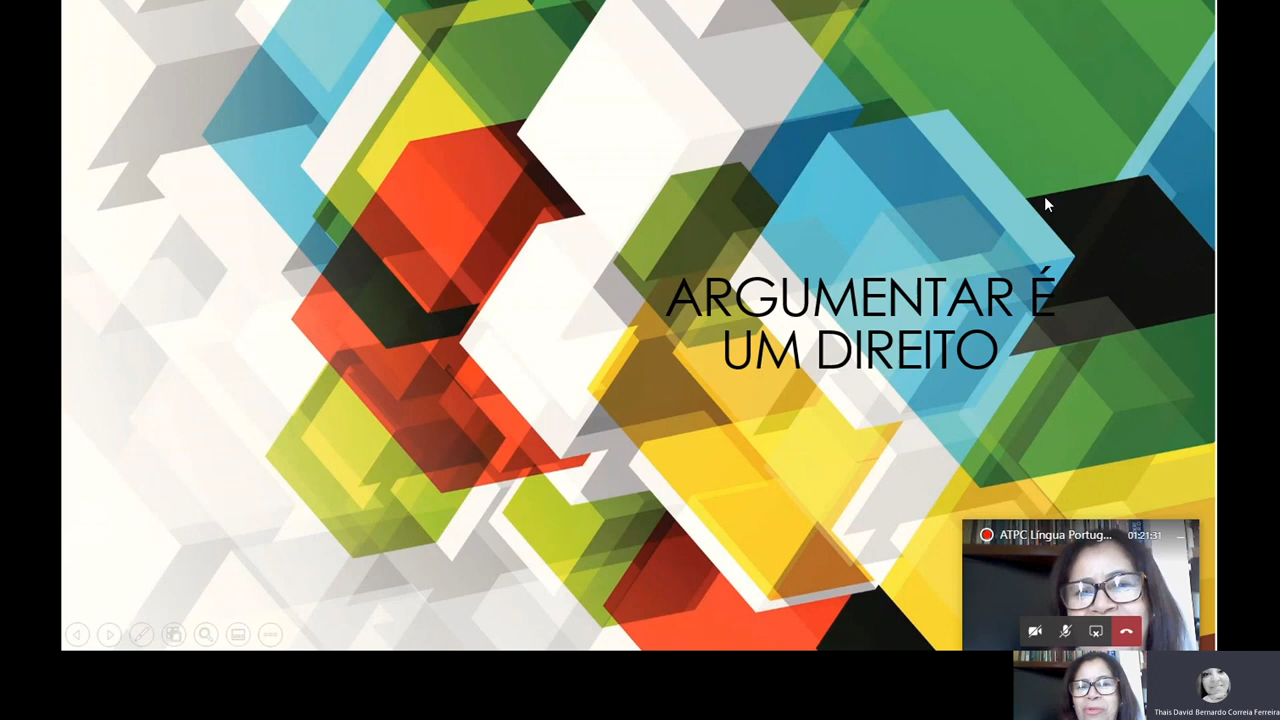 ARGUMENTAR É
UM DIREITO
ATPC Língua Portug...
01:21:31
Thais David Bernardo Correia Ferreira